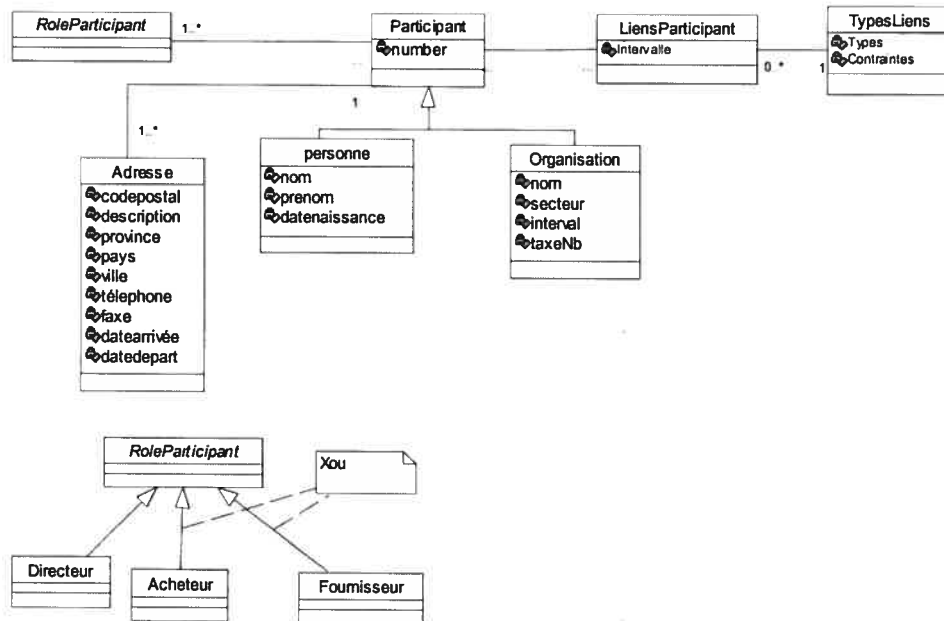 RoleParticipant
1..*
Participant
number
LiensParticipant
Intervalle
0..*
1
TypesLiens
Types
Contraintes
1
1..*
Adresse
codepostal
description
province
pays
ville
télephone
faxe
datearrivée
datedepart
personne
nom
prenom
datenaissance
Organisation
nom
secteur
interval
taxeNb
RoleParticipant
Xou
Directeur
Acheteur
Fournisseur